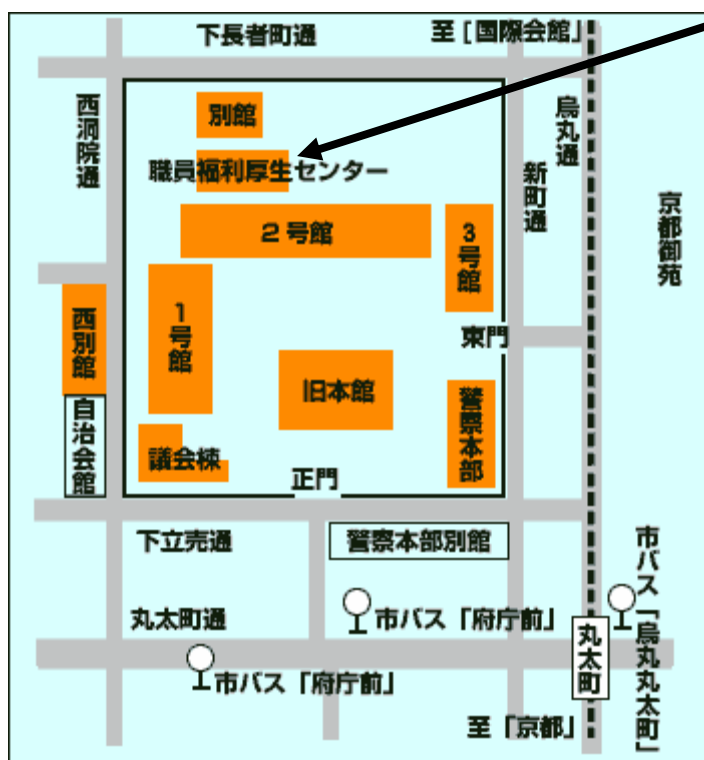 下長者町通
至[国際会館」
西洞院通
別館
烏丸通
職員福利厚生センター
新町通
京都御苑
2号館
3号館
1号館
西別館
東門
旧本館
自治会館
警察本部
議会棟
正門
下立売通
警察本部別館
市バス「烏丸丸太町」
丸太町通
市バス「府庁前」
丸太町
市バス「府庁前」
至「京都」